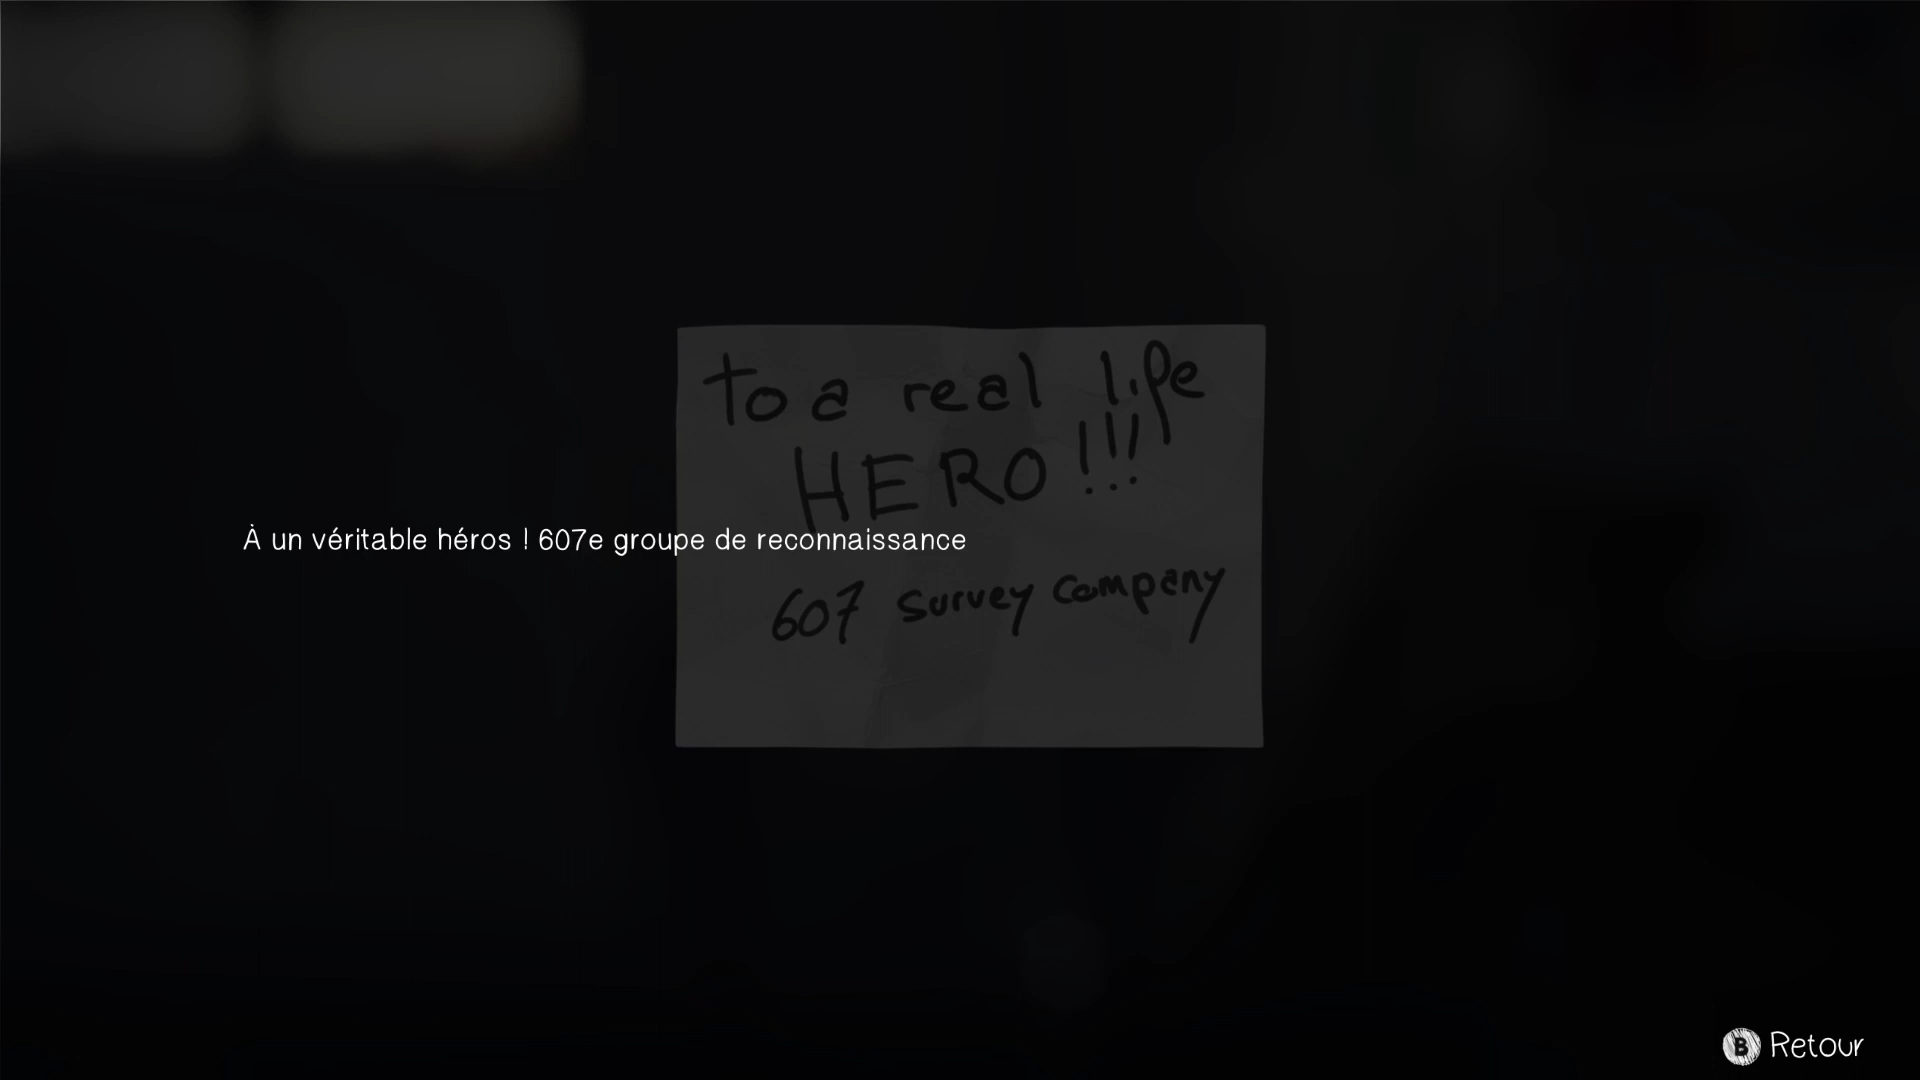 to a real life
HERO!!!
À un véritable héros ! 607e groupe de reconnaissance
607 Survey Company
B Retour